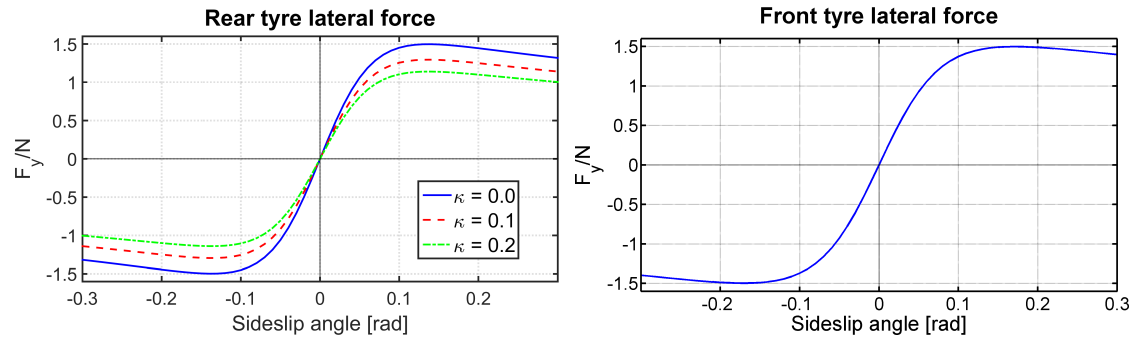 Rear tyre lateral force
1.5
1
0.5
0
-0.5
-1
-1.5
F_y/N
-0.3
-0.2
-0.1
0
0.1
0.2
Sideslip angle [rad]
κ = 0.0
κ = 0.1
κ = 0.2
Front tyre lateral force
1.5
1
0.5
0
-0.5
-1
-1.5
F_y/N
-0.2
-0.1
0
0.1
0.2
0.3
Sideslip angle [rad]